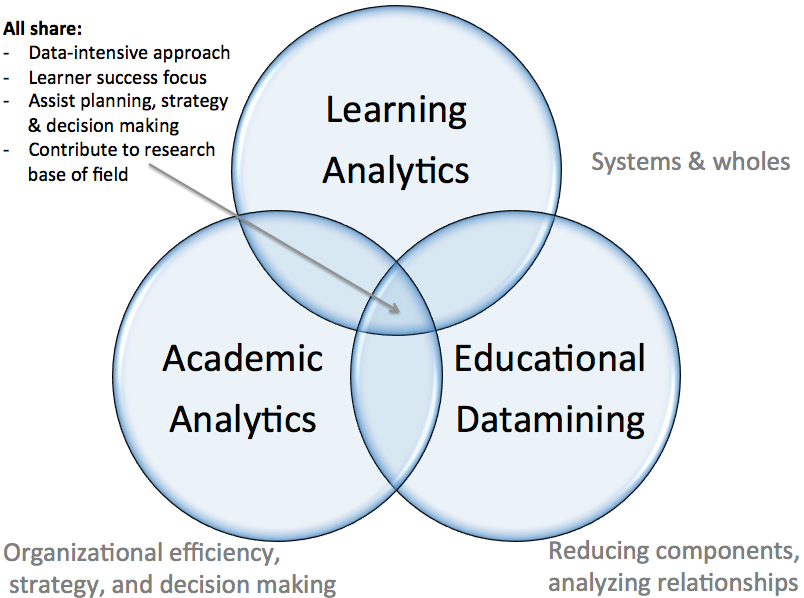 All share:
- Data-intensive approach
- Learner success focus
- Assist planning, strategy
& decision making
- Contribute to research
base of field
Learning
Analytics
Systems & wholes
Academic
Analytics
Educational
Datamining
Organizational efficiency,
strategy, and decision making
Reducing components,
analyzing relationships